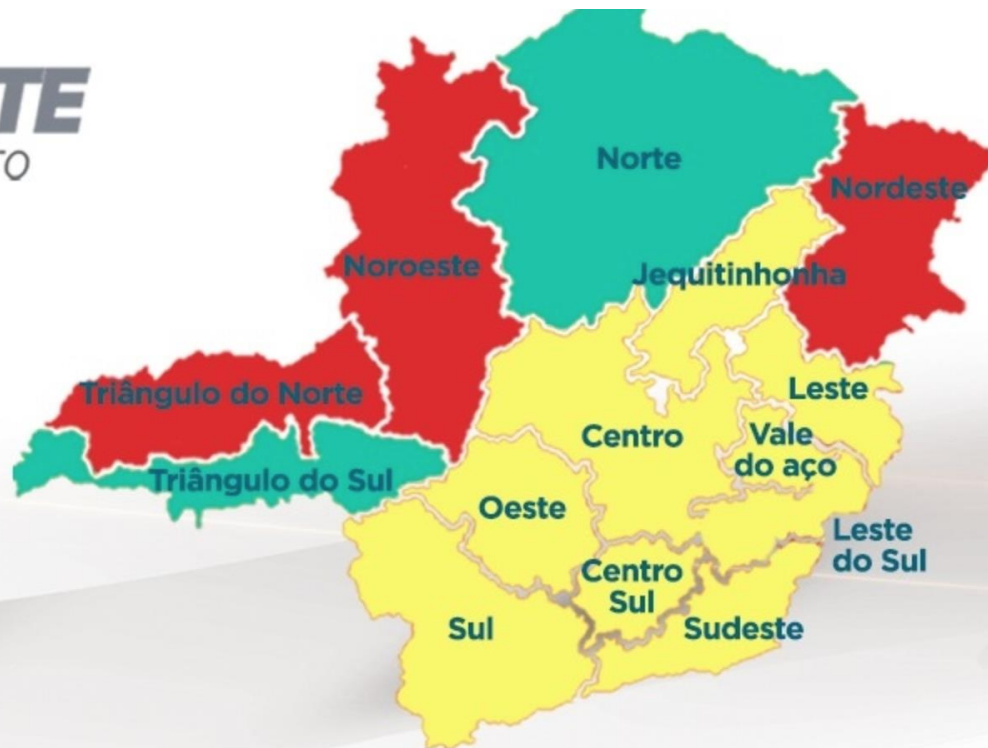 TE
TO
Norte
Nordeste
Noroeste
Jequitinhonha
Triângulo do Norte
Leste
Centro
Vale
do aço
Triângulo do Sul
Oeste
Leste
do Sul
Centro
Sul
Sul
Sudeste